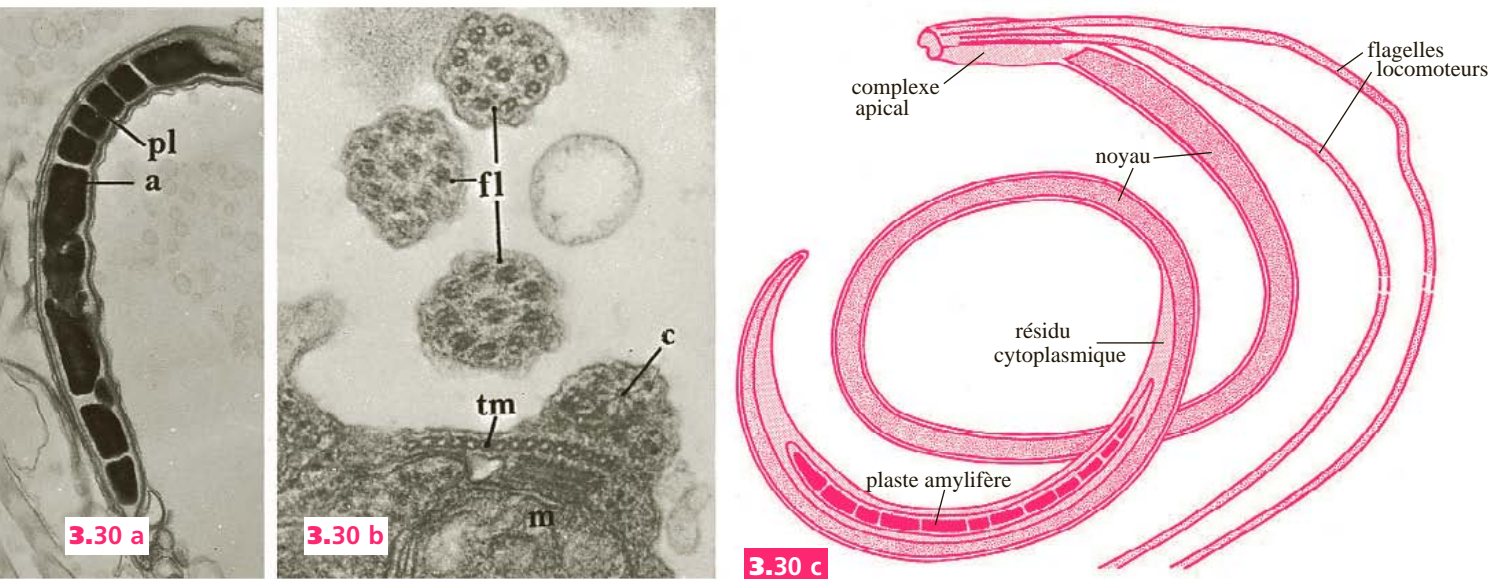 pl
a
3.30 a
fl
c
tm
m
3.30 b
flagelles
locomoteurs
complexe
apical
noyau
résidu
cytoplasmique
plaste amylifère
3.30 c